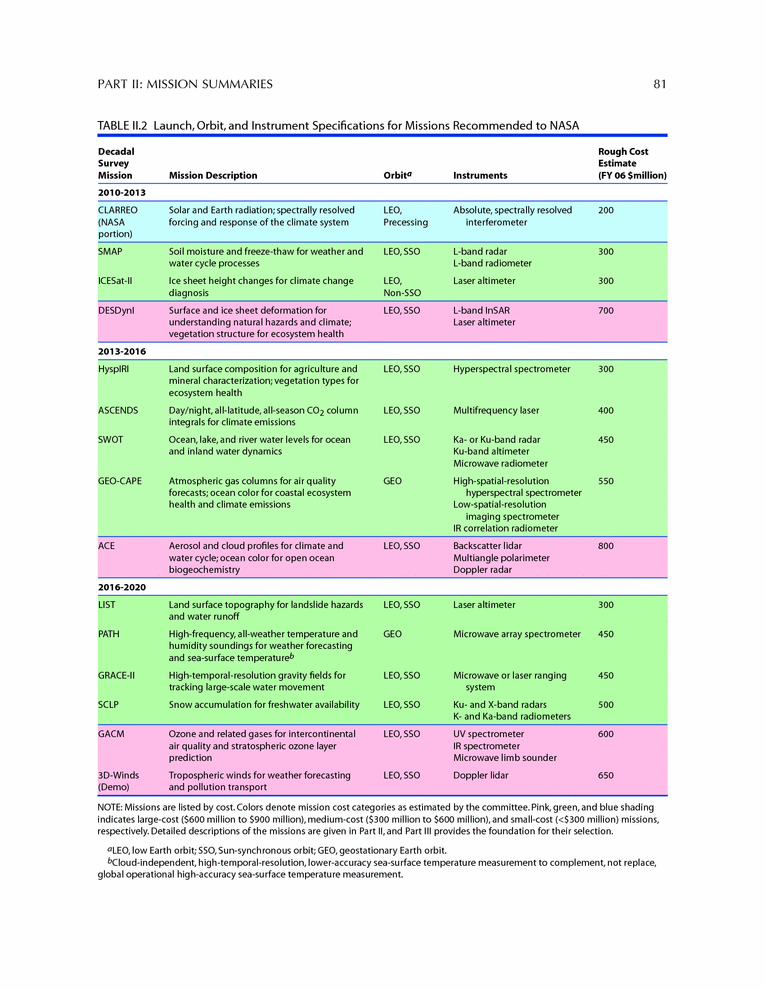 PART II: MISSION SUMMARIES 81
TABLE II.2 Launch, Orbit, and Instrument Specifications for Missions Recommended to NASA
Decadal Survey Mission Mission Description Orbita Instruments Rough Cost Estimate (FY 06 $million)
2010-2013
CLARREO Solar and Earth radiation; spectrally resolved LEO, Absolute, spectrally resolved 200
(NASA forcing and response of the climate system Precessing interferometer
portion)
SMAP Soil moisture and freeze-thaw for weather and LEO, SSO L-band radar 300
water cycle processes L-band radiometer
ICESat-II Ice sheet height changes for climate change LEO, Laser altimeter 300
diagnosis Non-SSO
DESDynI Surface and ice sheet deformation for LEO, SSO L-band InSAR 700
understanding natural hazards and climate; Laser altimeter
vegetation structure for ecosystem health
2013-2016
HyspIRI Land surface composition for agriculture and LEO, SSO Hyperspectral spectrometer 300
mineral characterization; vegetation types for
ecosystem health
ASCENDS Day/night, all-latitude, all-season CO2 column LEO, SSO Multifrequency laser 400
integrals for climate emissions
SWOT Ocean, lake, and river water levels for ocean LEO, SSO Ka- or Ku-band radar 450
and inland water dynamics Ku-band altimeter
Microwave radiometer
GEO-CAPE Atmospheric gas columns for air quality GEO High-spatial-resolution 550
forecasts; ocean color for coastal ecosystem hyperspectral spectrometer
health and climate emissions Low-spatial-resolution
imaging spectrometer
IR correlation radiometer
ACE Aerosol and cloud profiles for climate and LEO, SSO Backscatter lidar 800
water cycle; ocean color for open ocean Multiangle polarimeter
biogeochemistry Doppler radar
2016-2020
LIST Land surface topography for landslide hazards LEO, SSO Laser altimeter 300
and water runoff
PATH High-frequency, all-weather temperature and GEO Microwave array spectrometer 450
humidity soundings for weather forecasting
and sea-surface temperatureb
GRACE-II High-temporal-resolution gravity fields for LEO, SSO Microwave or laser ranging 450
tracking large-scale water movement system
SCLP Snow accumulation for freshwater availability LEO, SSO Ku- and X-band radars 500
K- and Ka-band radiometers
GACM Ozone and related gases for intercontinental LEO, SSO UV spectrometer 600
air quality and stratospheric ozone layer IR spectrometer
prediction Microwave limb sounder
3D-Winds Tropospheric winds for weather forecasting LEO, SSO Doppler lidar 650
(Demo) and pollution transport
NOTE: Missions are listed by cost. Colors denote mission cost categories as estimated by the committee. Pink, green, and blue shading
indicates large-cost ($600 million to $900 million), medium-cost ($300 million to $600 million), and small-cost (<$300 million) missions,
respectively. Detailed descriptions of the missions are given in Part II, and Part III provides the foundation for their selection.
aLEO, low Earth orbit; SSO, Sun-synchronous orbit; GEO, geostationary Earth orbit.
bCloud-independent, high-temporal-resolution, lower-accuracy sea-surface temperature measurement to complement, not replace,
global operational high-accuracy sea-surface temperature measurement.